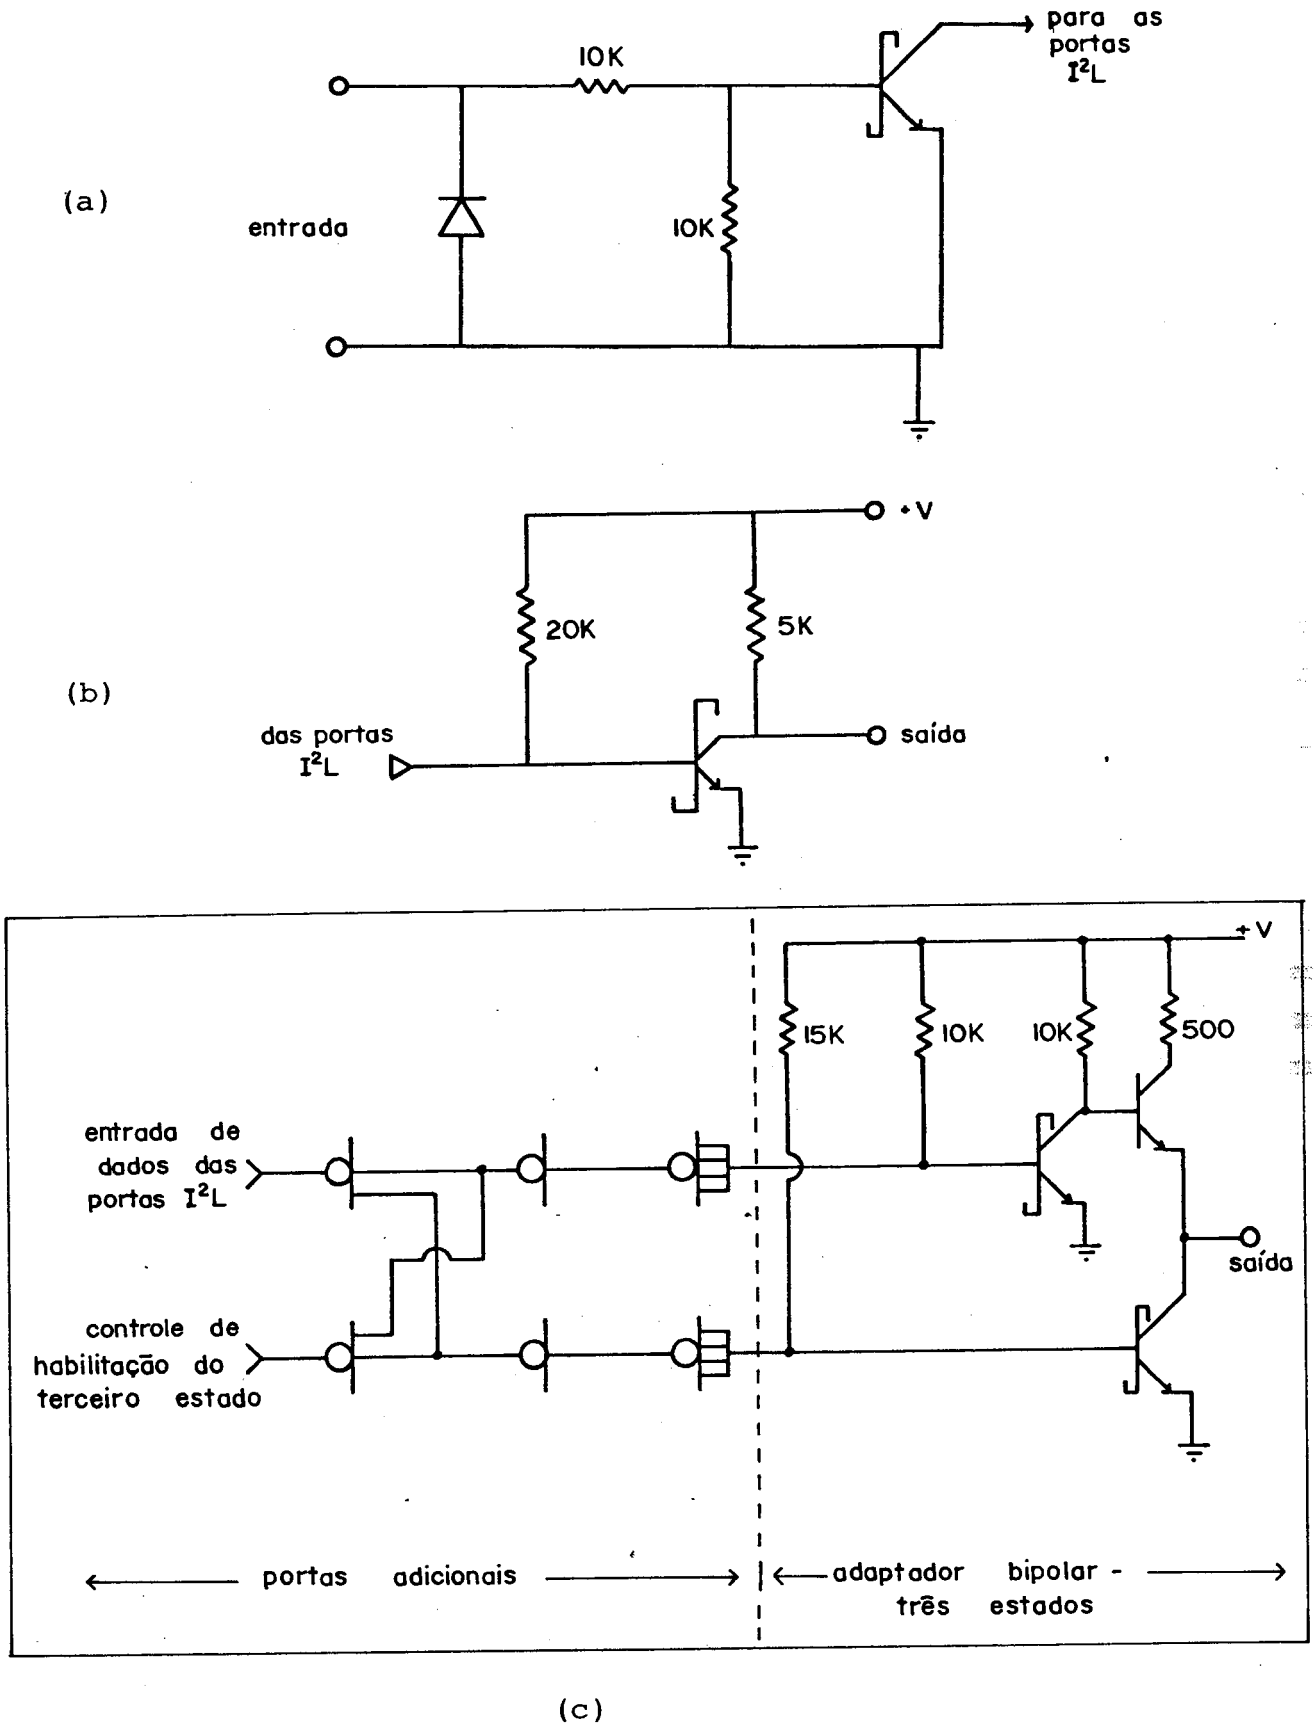 para as
portas
I²L
10K
(a)
entrada
10K
+V
20K
5K
(b)
das portas
I²L
saída
+V
15K
10K
10K
500
entrada de
dados das
portas I²L
saída
controle de
habilitação do
terceiro estado
portas adicionais
adaptador bipolar -
três estados
(c)